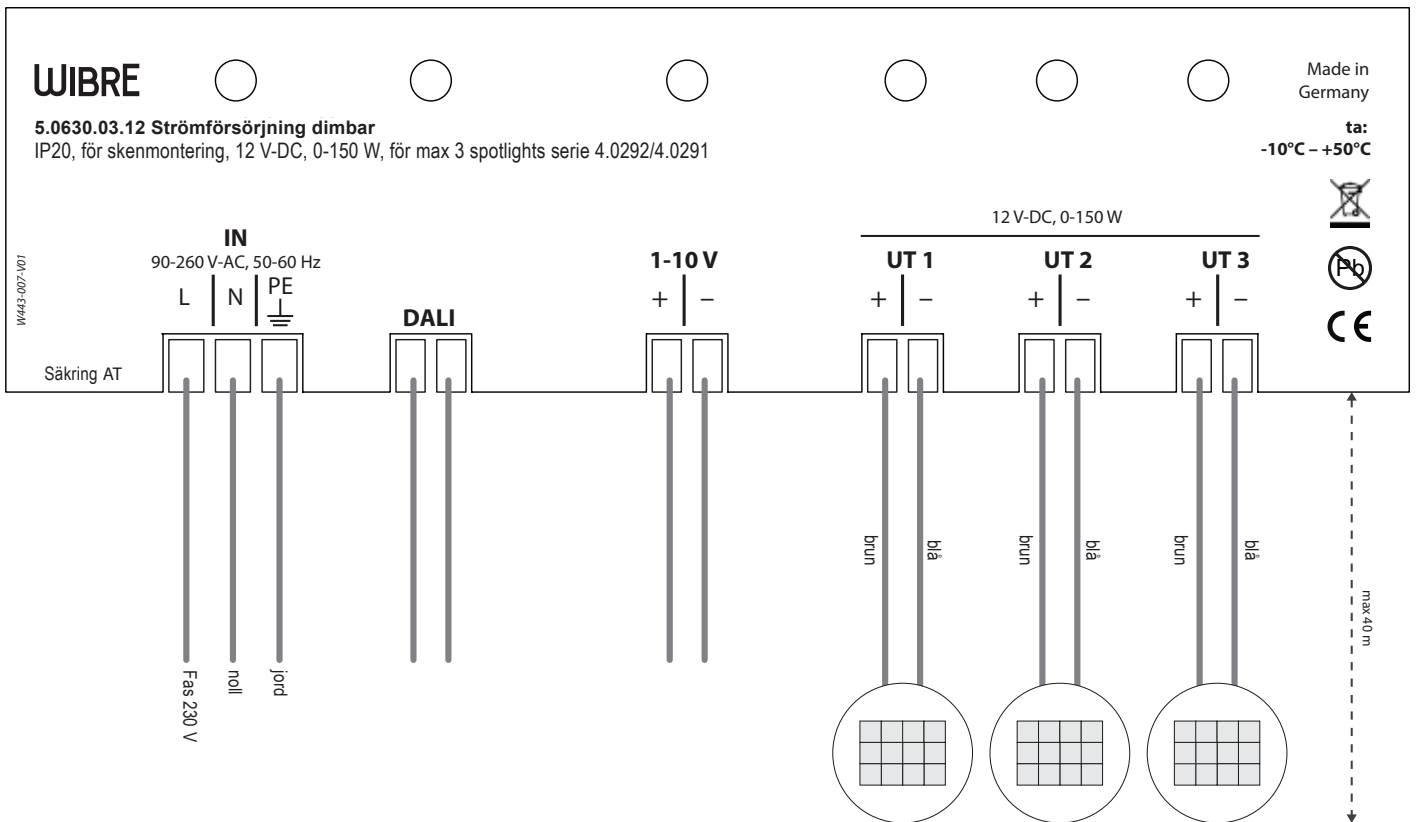 WIBRE
Made in
Germany
5.0630.03.12 Strömförsörjning dimbar
IP20, för skenmontering, 12 V-DC, 0-150 W, för max 3 spotlights serie 4.0292/4.0291
ta:
-10°C – +50°C
12 V-DC, 0-150 W
IN
90-260 V-AC, 50-60 Hz
L N PE
DALI
1-10 V
+ –
UT 1
+ –
UT 2
+ –
UT 3
+ –
Pb
CE
W443-007-V01
Säkring AT
brun
blå
brun
blå
brun
blå
max 40 m
Fas 230 V
noll
jord